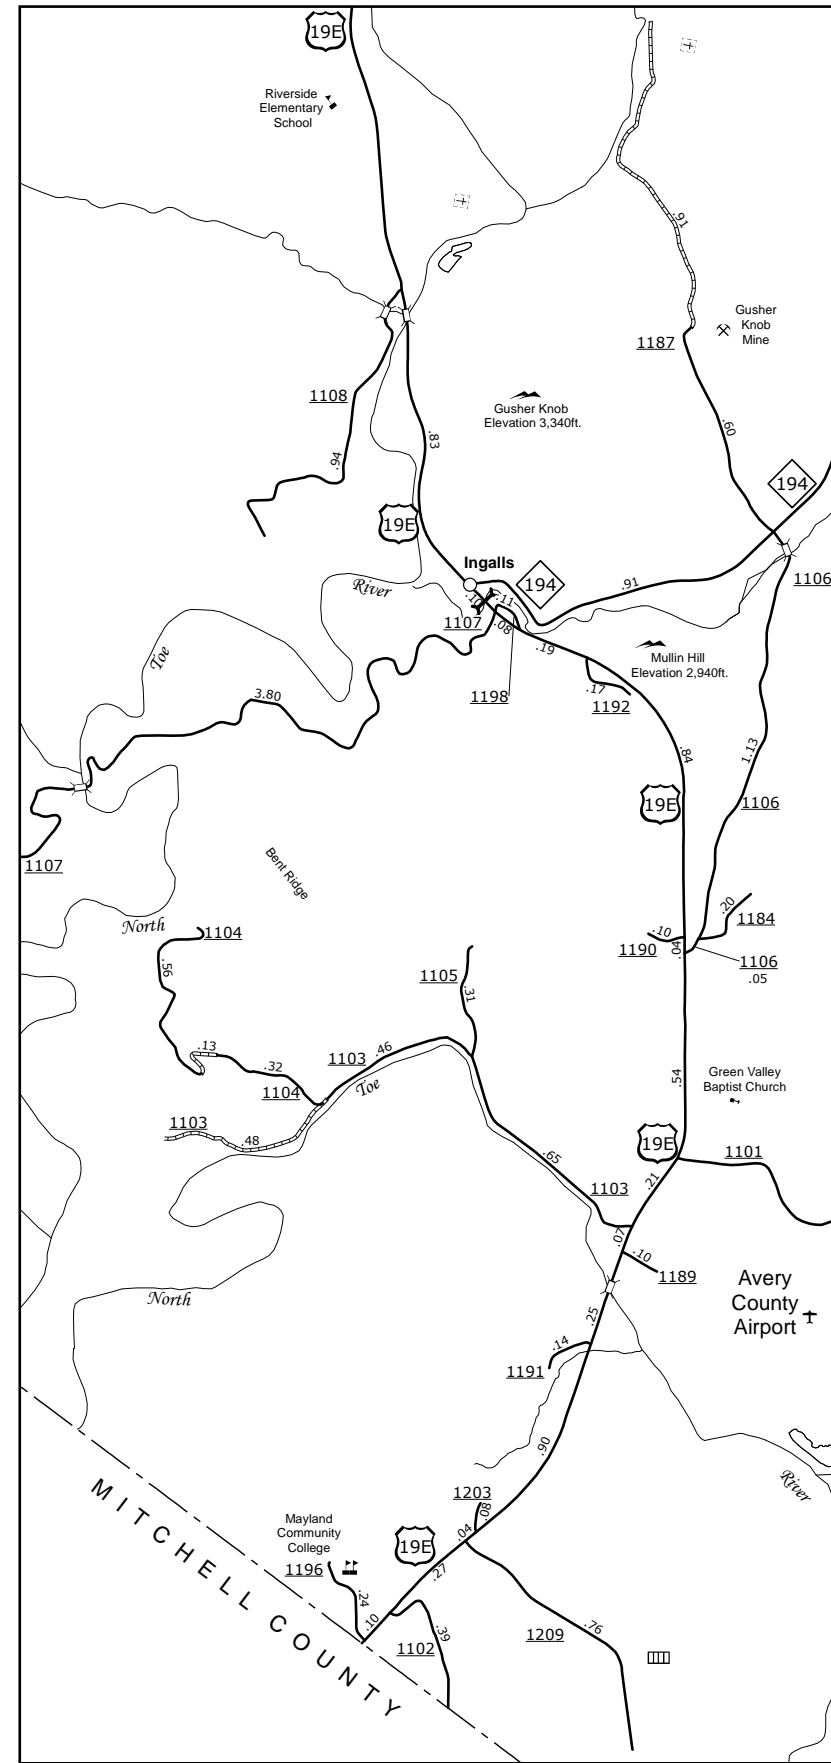 19E
Riverside
Elementary
School
.91
Gusher
Knob
Mine
1187
1108
Gusher Knob
Elevation 3,340ft.
.60
.83
.94
194
19E
Ingalls
194
.91
1106
River
.10
.11
1107
.08
.19
Toe
Mullin Hill
Elevation 2,940ft.
3.80
1198
.17
1192
.84
1.13
19E
1106
1107
Bent Ridge
North
1104
.20
1184
.10
1190
.04
1106
.05
.56
1105
.31
.13
.46
1103
.32
1104
Toe
.54
Green Valley
Baptist Church
1103
.48
19E
1101
.65
.21
1103
.07
.10
1189
North
Avery
County
Airport
.25
.14
1191
.90
River
MITCHELL COUNTY
1203
.08
Mayland
Community
College
19E
.04
1196
.27
.24
.10
.39
1102
1209
.76